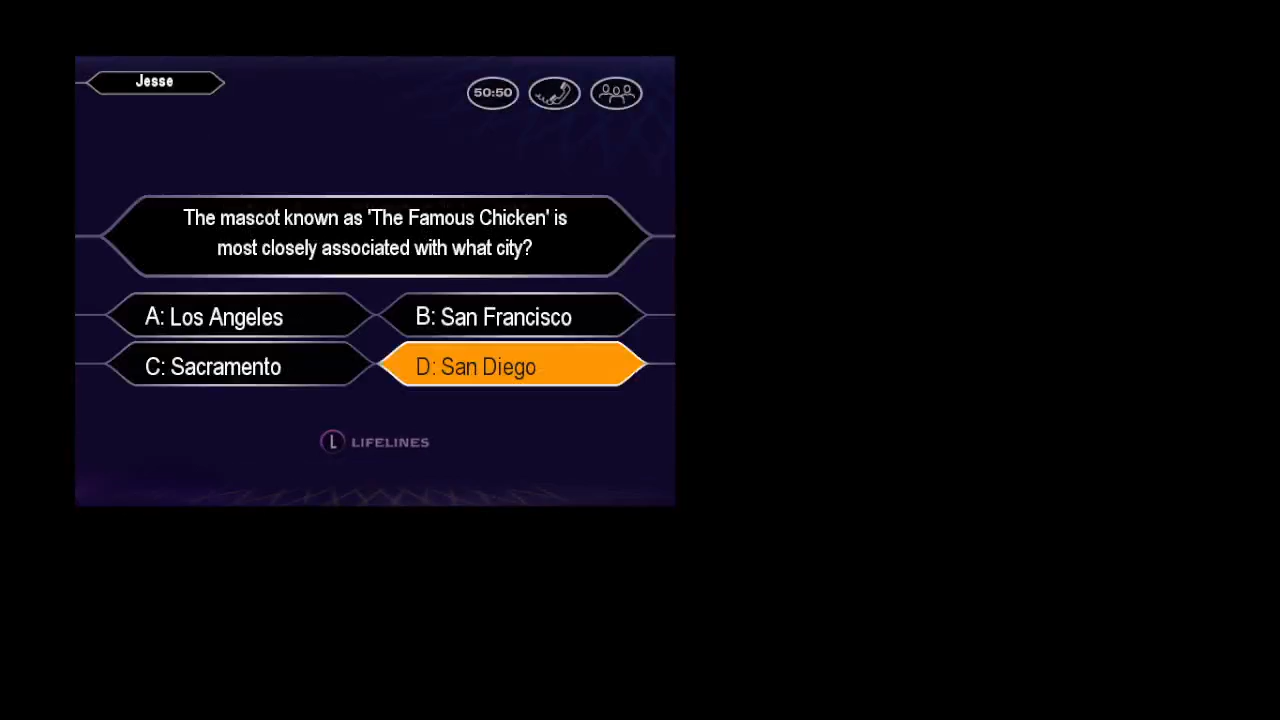 Jesse
50:50
The mascot known as 'The Famous Chicken' is
most closely associated with what city?
A: Los Angeles
B: San Francisco
C: Sacramento
D: San Diego
L LIFELINES